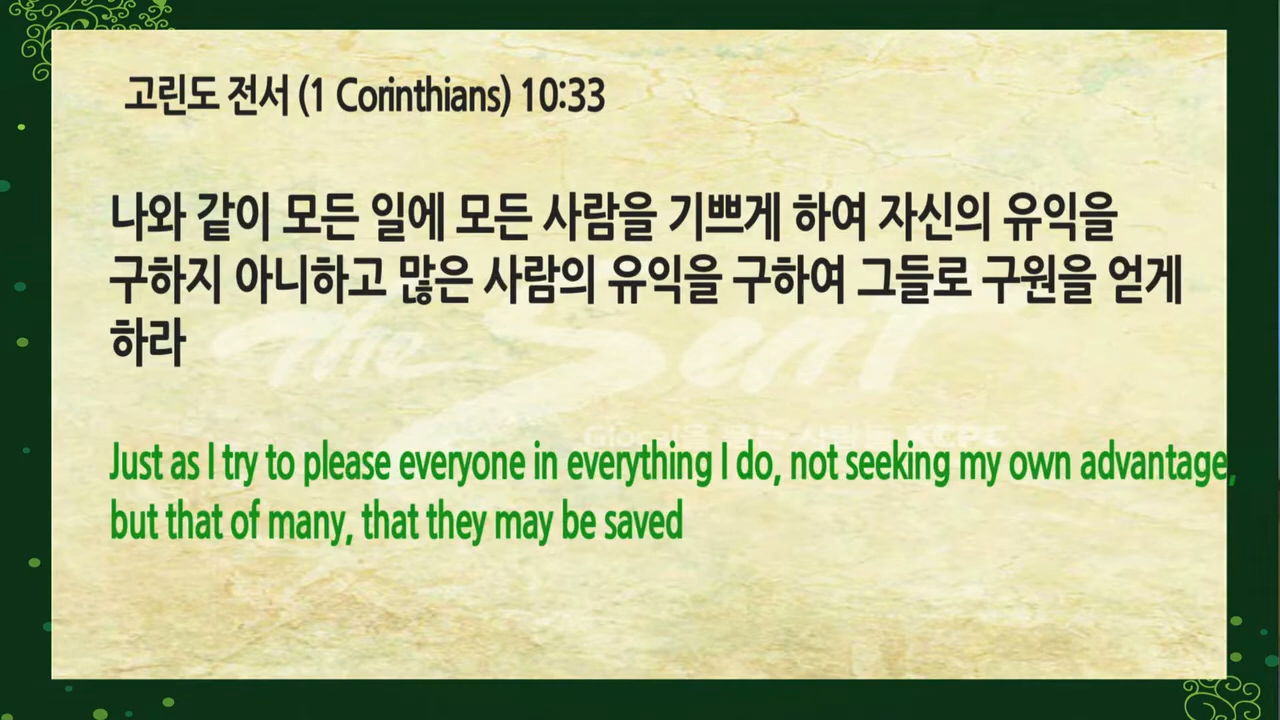 고린도 전서 (1 Corinthians) 10:33
나와 같이 모든 일에 모든 사람을 기쁘게 하여 자신의 유익을
구하지 아니하고 많은 사람의 유익을 구하여 그들로 구원을 얻게
하라
The SenT
Just as I try to please everyone in everything I do, not seeking my own advantage,
but that of many, that they may be saved